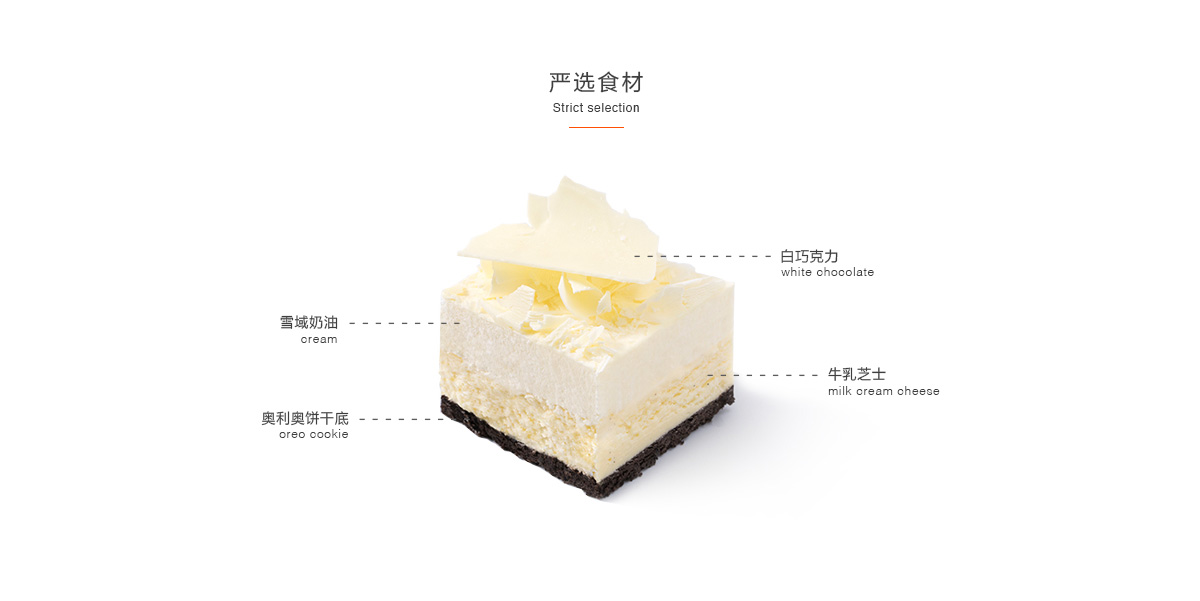 严选食材
Strict selection
白巧克力
white chocolate
雪域奶油
cream
牛乳芝士
milk cream cheese
奥利奥饼干底
oreo cookie